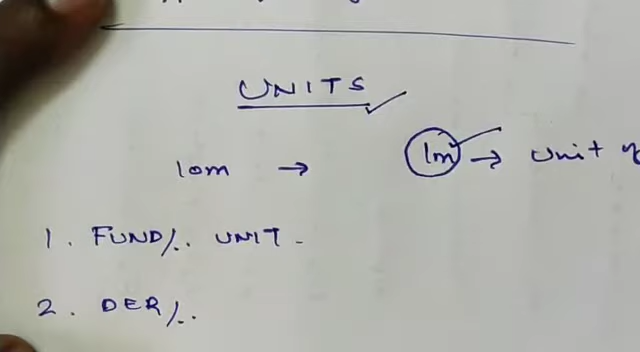 UNITS
10m → 1m → Unit
1. FUND/.. UNIT.
2. DER/..